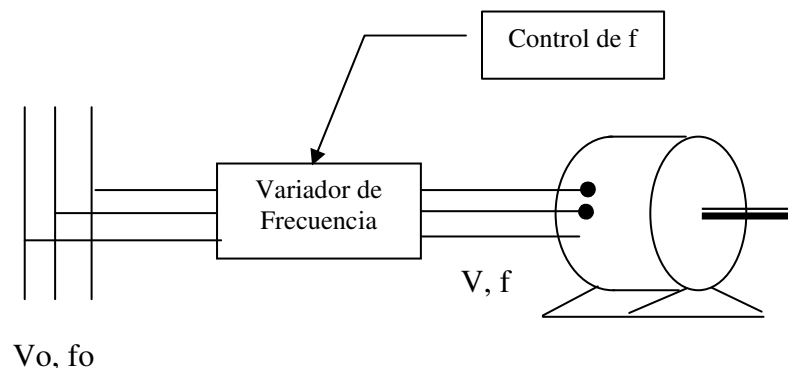 Control de f
Variador de
Frecuencia
V, f
Vo, fo